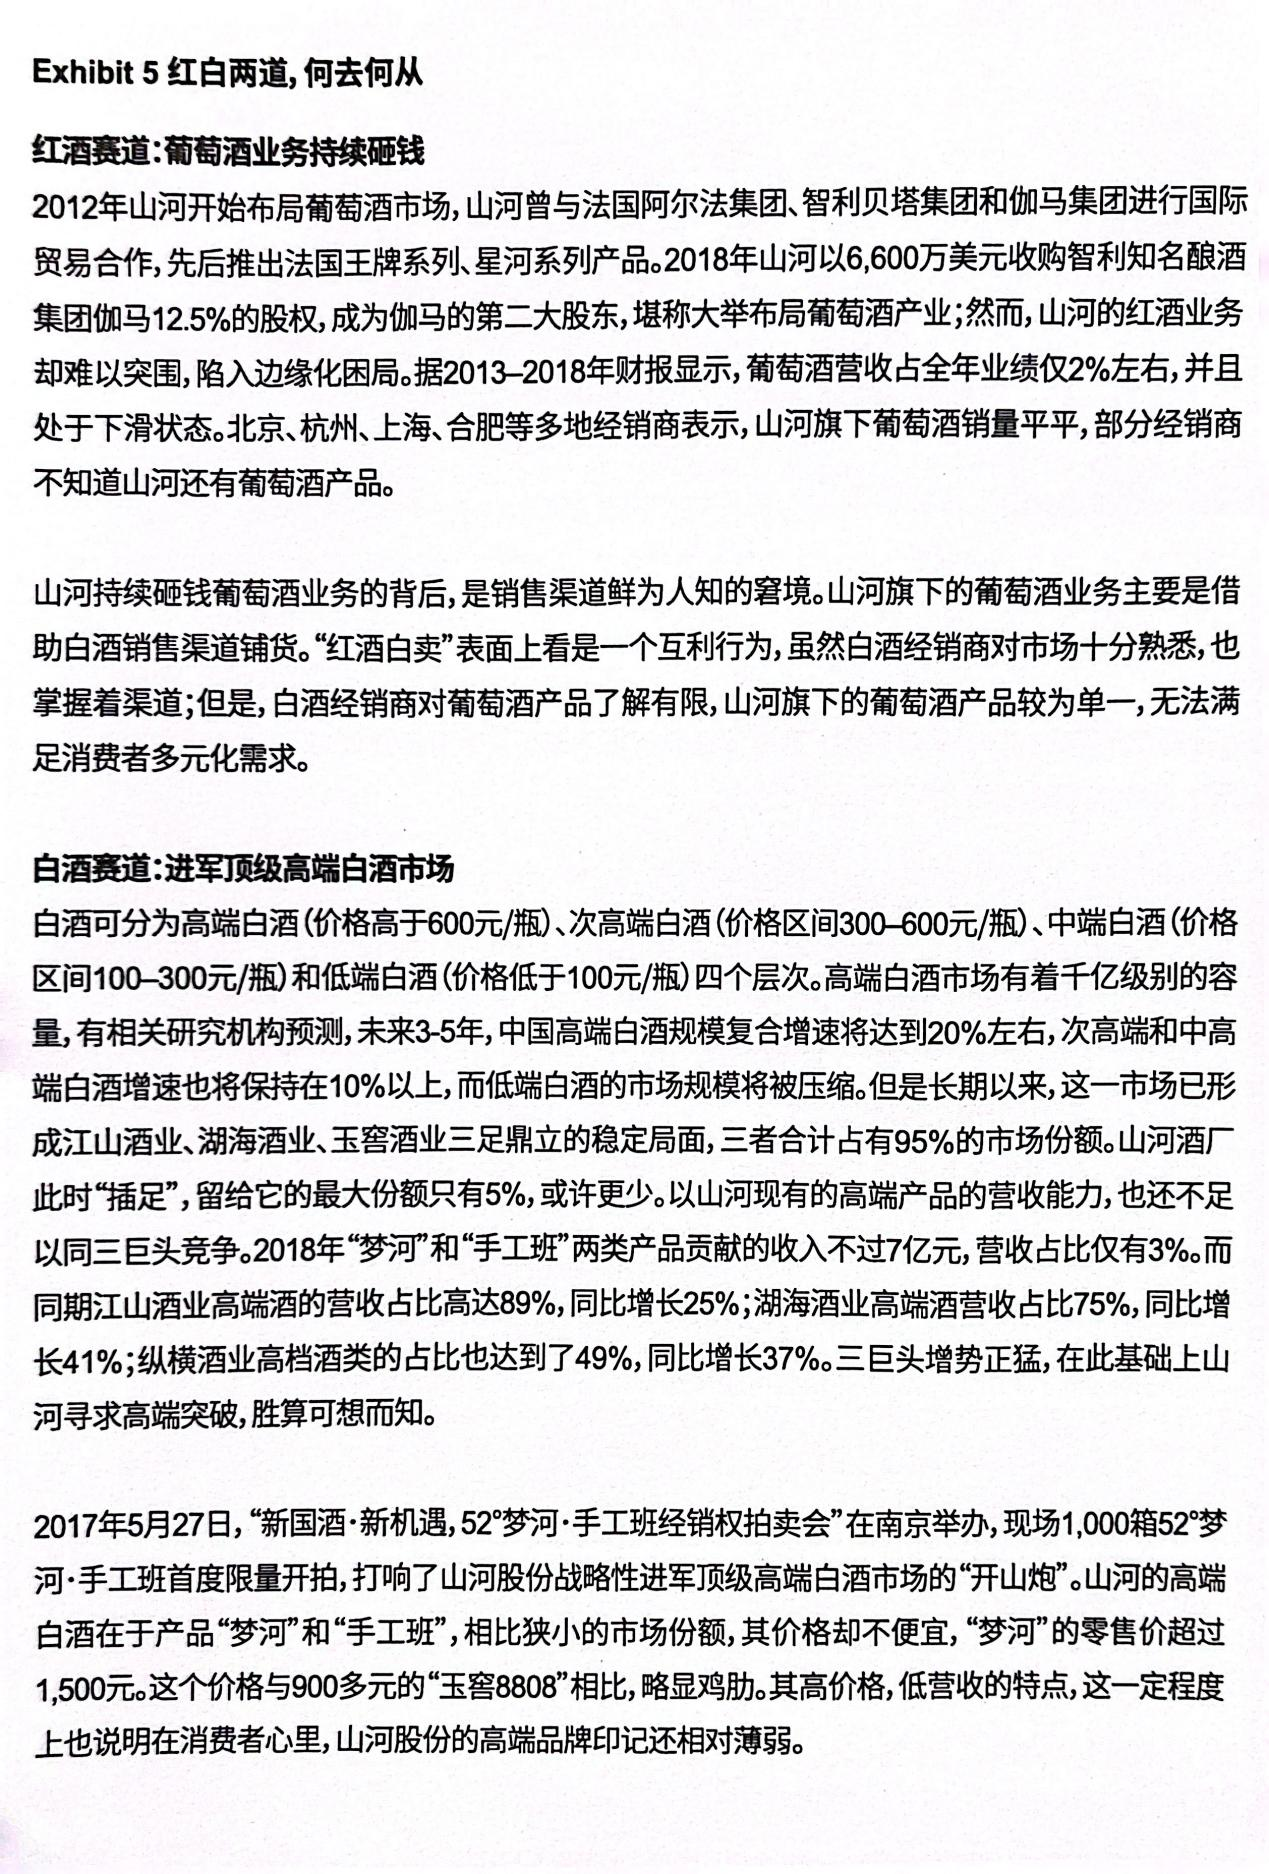 Exhibit 5 红白两道,何去何从
红酒赛道:葡萄酒业务持续砸钱
2012年山河开始布局葡萄酒市场,山河曾与法国阿尔法集团、智利贝塔集团和伽马集团进行国际
贸易合作,先后推出法国王牌系列、星河系列产品。2018年山河以6,600万美元收购智利知名酿酒
集团伽马12.5%的股权,成为伽马的第二大股东,堪称大举布局葡萄酒产业;然而,山河的红酒业务
却难以突围,陷入边缘化困局。据2013–2018年财报显示,葡萄酒营收占全年业绩仅2%左右,并且
处于下滑状态。北京、杭州、上海、合肥等多地经销商表示,山河旗下葡萄酒销量平平,部分经销商
不知道山河还有葡萄酒产品。
山河持续砸钱葡萄酒业务的背后,是销售渠道鲜为人知的窘境。山河旗下的葡萄酒业务主要是借
助白酒销售渠道铺货。“红酒白卖”表面上看是一个互利行为,虽然白酒经销商对市场十分熟悉,也
掌握着渠道;但是,白酒经销商对葡萄酒产品了解有限,山河旗下的葡萄酒产品较为单一,无法满
足消费者多元化需求。
白酒赛道:进军顶级高端白酒市场
白酒可分为高端白酒(价格高于600元/瓶)、次高端白酒(价格区间300–600元/瓶)、中端白酒(价格
区间100–300元/瓶)和低端白酒(价格低于100元/瓶)四个层次。高端白酒市场有着千亿级别的容
量,有相关研究机构预测,未来3-5年,中国高端白酒规模复合增速将达到20%左右,次高端和中高
端白酒增速也将保持在10%以上,而低端白酒的市场规模将被压缩。但是长期以来,这一市场已形
成江山酒业、湖海酒业、玉窖酒业三足鼎立的稳定局面,三者合计占有95%的市场份额。山河酒厂
此时“插足”,留给它的最大份额只有5%,或许更少。以山河现有的高端产品的营收能力,也还不足
以同三巨头竞争。2018年“梦河”和“手工班”两类产品贡献的收入不过7亿元,营收占比仅有3%。而
同期江山酒业高端酒的营收占比高达89%,同比增长25%;湖海酒业高端酒营收占比75%,同比增
长41%;纵横酒业高档酒类的占比也达到了49%,同比增长37%。三巨头增势正猛,在此基础上山
河寻求高端突破,胜算可想而知。
2017年5月27日,“新国酒·新机遇,52°梦河·手工班经销权拍卖会”在南京举办,现场1,000箱52°梦
河·手工班首度限量开拍,打响了山河股份战略性进军顶级高端白酒市场的“开山炮”。山河的高端
白酒在于产品“梦河”和“手工班”,相比狭小的市场份额,其价格却不便宜,“梦河”的零售价超过
1,500元。这个价格与900多元的“玉窖8808”相比,略显鸡肋。其高价格,低营收的特点,这一定程度
上也说明在消费者心里,山河股份的高端品牌印记还相对薄弱。